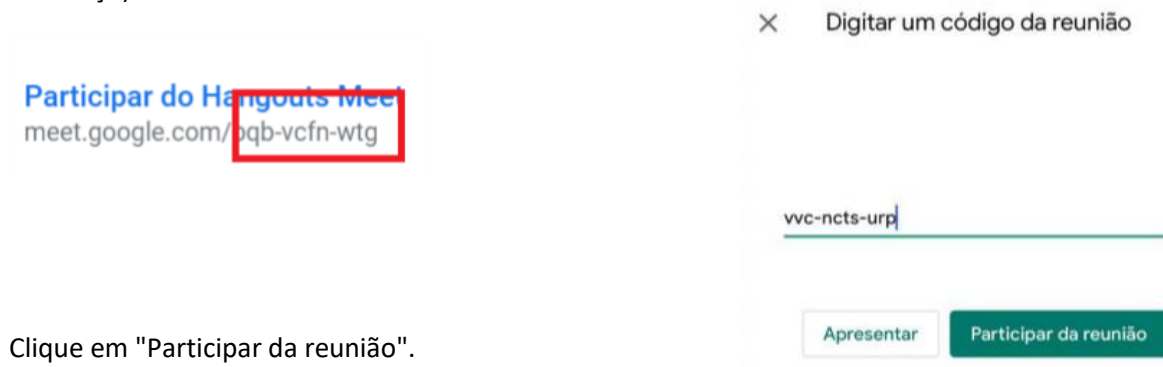 Participar do Hangouts Meet
meet.google.com/pqb-vcfn-wtg
Clique em "Participar da reunião".
Digitar um código da reunião
vvc-ncts-urp
Apresentar
Participar da reunião